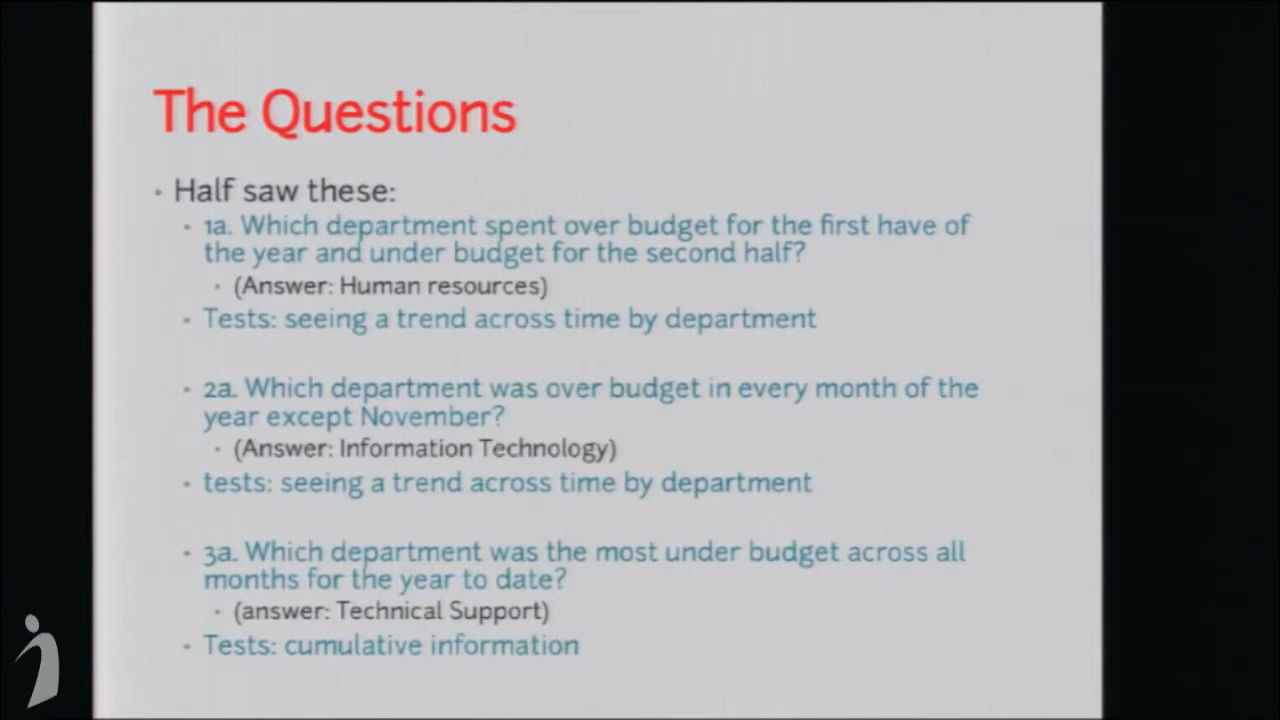 The Questions
• Half saw these:
• 1a. Which department spent over budget for the first have of
the year and under budget for the second half?
• (Answer: Human resources)
• Tests: seeing a trend across time by department
• 2a. Which department was over budget in every month of the
year except November?
• (Answer: Information Technology)
• tests: seeing a trend across time by department
• 3a. Which department was the most under budget across all
months for the year to date?
• (answer: Technical Support)
• Tests: cumulative information